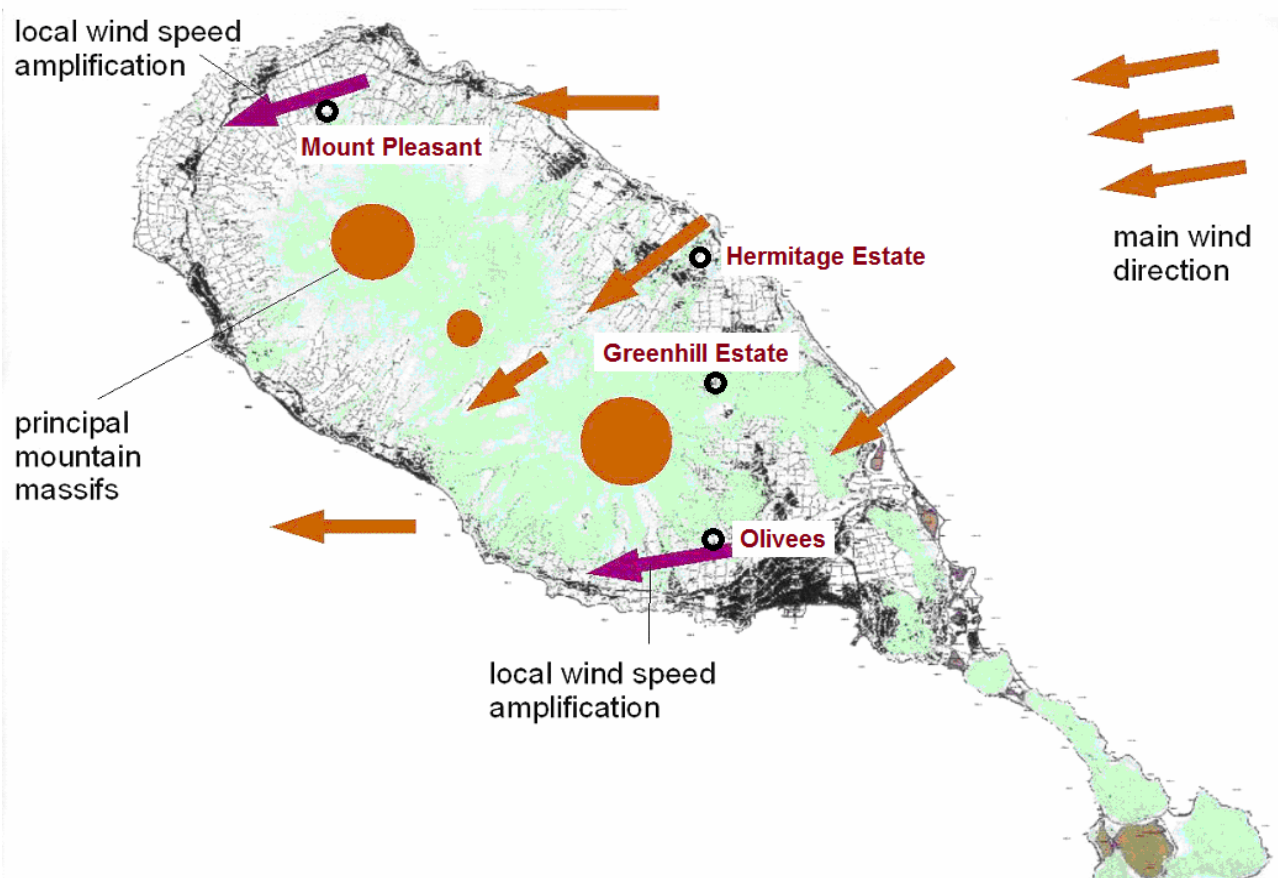 local wind speed
amplification
Mount Pleasant
Hermitage Estate
main wind
direction
Greenhill Estate
principal
mountain
massifs
Olivees
local wind speed
amplification